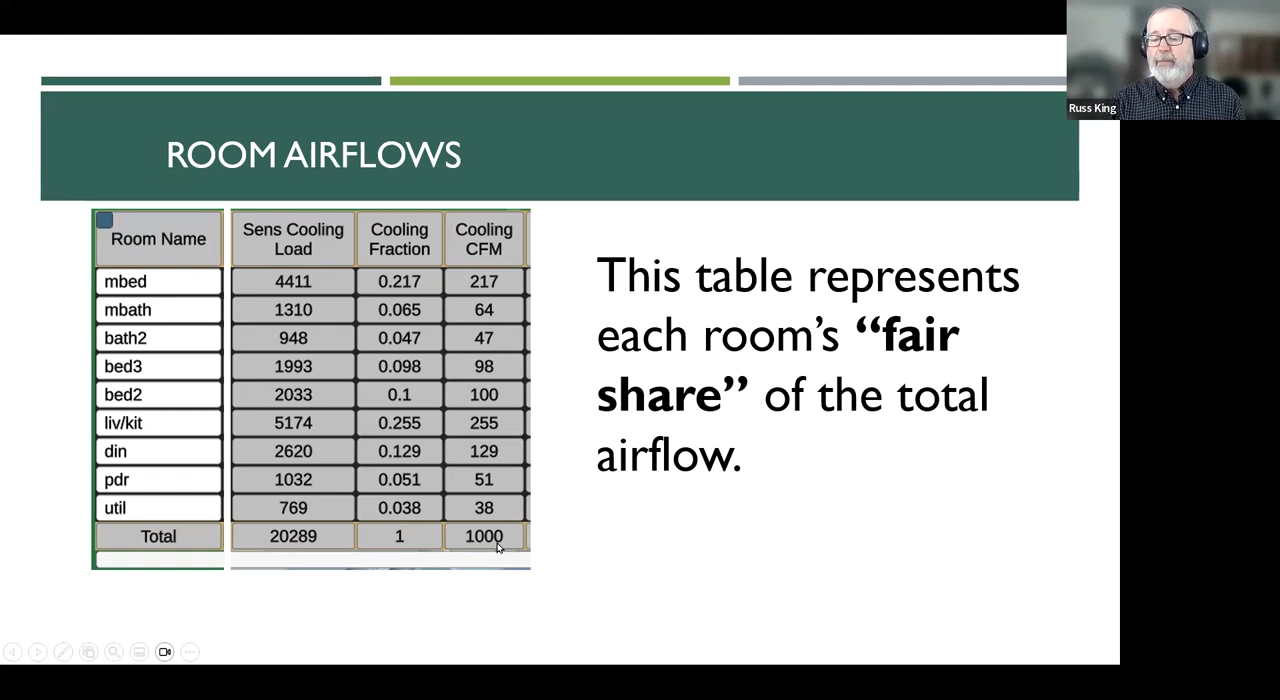 Russ King
ROOM AIRFLOWS
Room Name Sens Cooling Load Cooling Fraction Cooling CFM
mbed 4411 0.217 217
mbath 1310 0.065 64
bath2 948 0.047 47
bed3 1993 0.098 98
bed2 2033 0.1 100
liv/kit 5174 0.255 255
din 2620 0.129 129
pdr 1032 0.051 51
util 769 0.038 38
Total 20289 1 1000
This table represents
each room’s “fair
share” of the total
airflow.